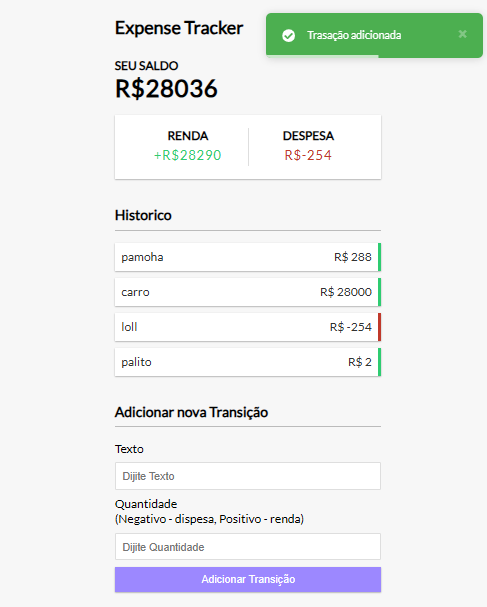 Expense Tracker
Trasação adicionada
×
SEU SALDO
R$28036
RENDA
+R$28290
DESPESA
R$-254
Historico
pamoha R$ 288
carro R$ 28000
loll R$ -254
palito R$ 2
Adicionar nova Transição
Texto
Dijite Texto
Quantidade
(Negativo - dispesa, Positivo - renda)
Dijite Quantidade
Adicionar Transição